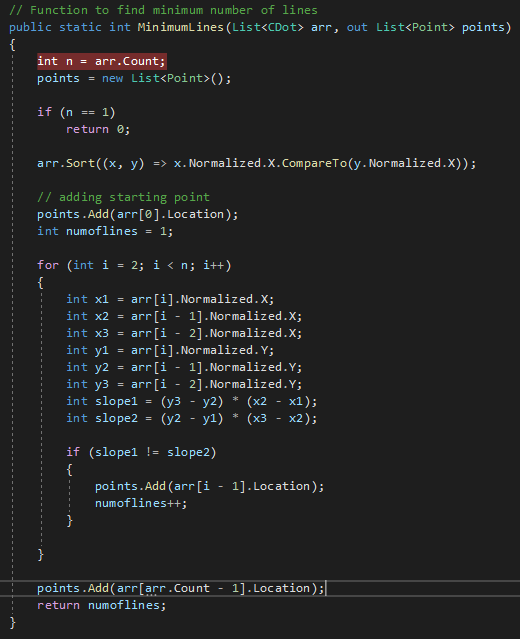 // Function to find minimum number of lines
public static int MinimumLines(List<CDot> arr, out List<Point> points)
{
    int n = arr.Count;
    points = new List<Point>();

    if (n == 1)
        return 0;

    arr.Sort((x, y) => x.Normalized.X.CompareTo(y.Normalized.X));

    // adding starting point
    points.Add(arr[0].Location);
    int numoflines = 1;

    for (int i = 2; i < n; i++)
    {
        int x1 = arr[i].Normalized.X;
        int x2 = arr[i - 1].Normalized.X;
        int x3 = arr[i - 2].Normalized.X;
        int y1 = arr[i].Normalized.Y;
        int y2 = arr[i - 1].Normalized.Y;
        int y3 = arr[i - 2].Normalized.Y;
        int slope1 = (y3 - y2) * (x2 - x1);
        int slope2 = (y2 - y1) * (x3 - x2);

        if (slope1 != slope2)
        {
            points.Add(arr[i - 1].Location);
            numoflines++;
        }

    }

    points.Add(arr[arr.Count - 1].Location);
    return numoflines;
}